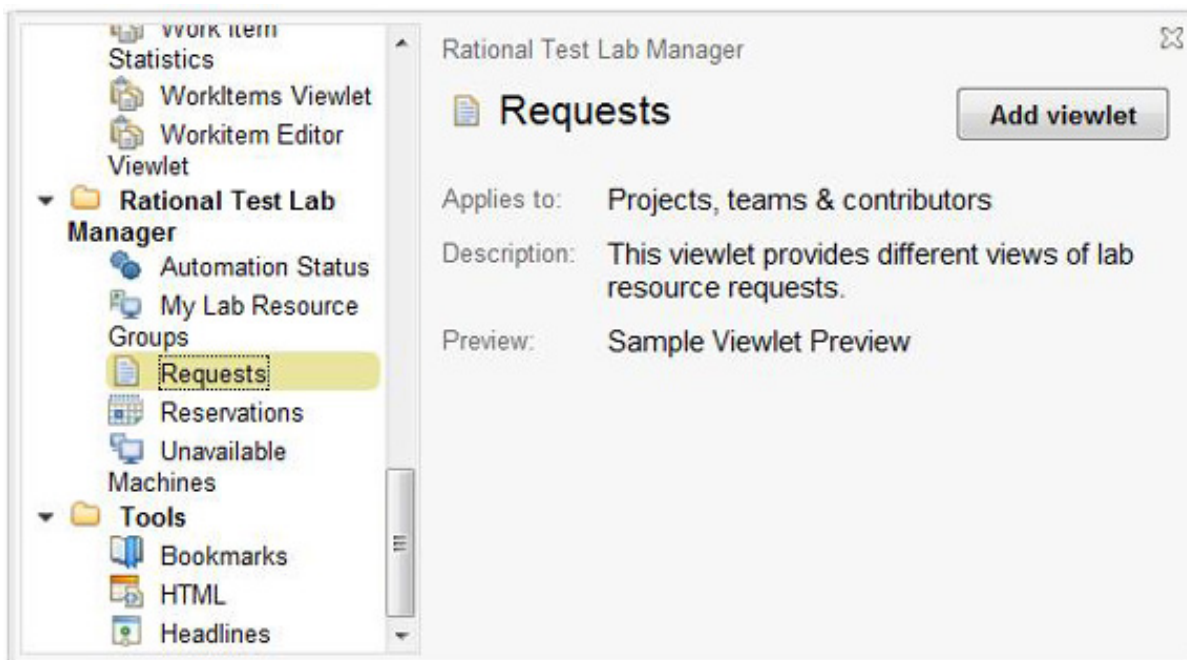 Work Item
Statistics
WorkItems Viewlet
Workitem Editor
Viewlet
Rational Test Lab
Manager
Automation Status
My Lab Resource
Groups
Requests
Reservations
Unavailable
Machines
Tools
Bookmarks
HTML
Headlines
Rational Test Lab Manager
Requests
Add viewlet
Applies to: Projects, teams & contributors
Description: This viewlet provides different views of lab
resource requests.
Preview: Sample Viewlet Preview